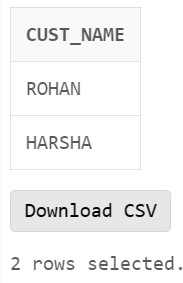 CUST_NAME
ROHAN
HARSHA
Download CSV
2 rows selected.